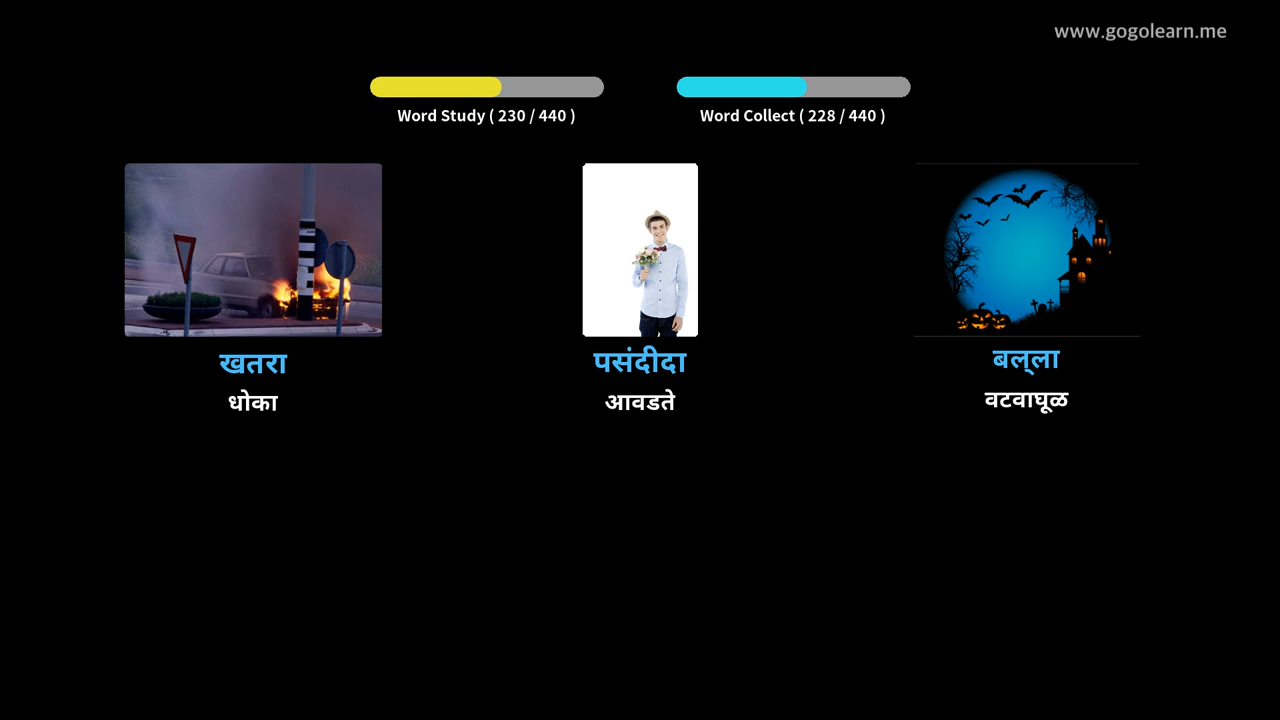 www.gogolearn.me
Word Study ( 230 / 440 )
Word Collect ( 228 / 440 )
खतरा
पसंदीदा
बल्‌ला
धोका
आवडते
वटवाघूळ